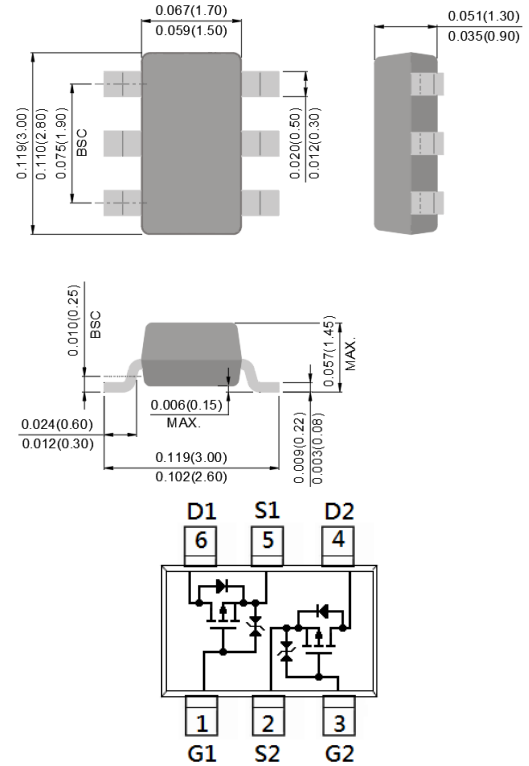 0.067(1.70)
0.059(1.50)
0.051(1.30)
0.035(0.90)
0.119(3.00)
0.110(2.80)
0.075(1.90)
BSC
0.020(0.50)
0.012(0.30)
0.010(0.25)
BSC
0.057(1.45)
MAX.
0.006(0.15)
MAX.
0.024(0.60)
0.012(0.30)
0.009(0.22)
0.003(0.08)
0.119(3.00)
0.102(2.60)
D1 S1 D2
6 5 4
1 2 3
G1 S2 G2